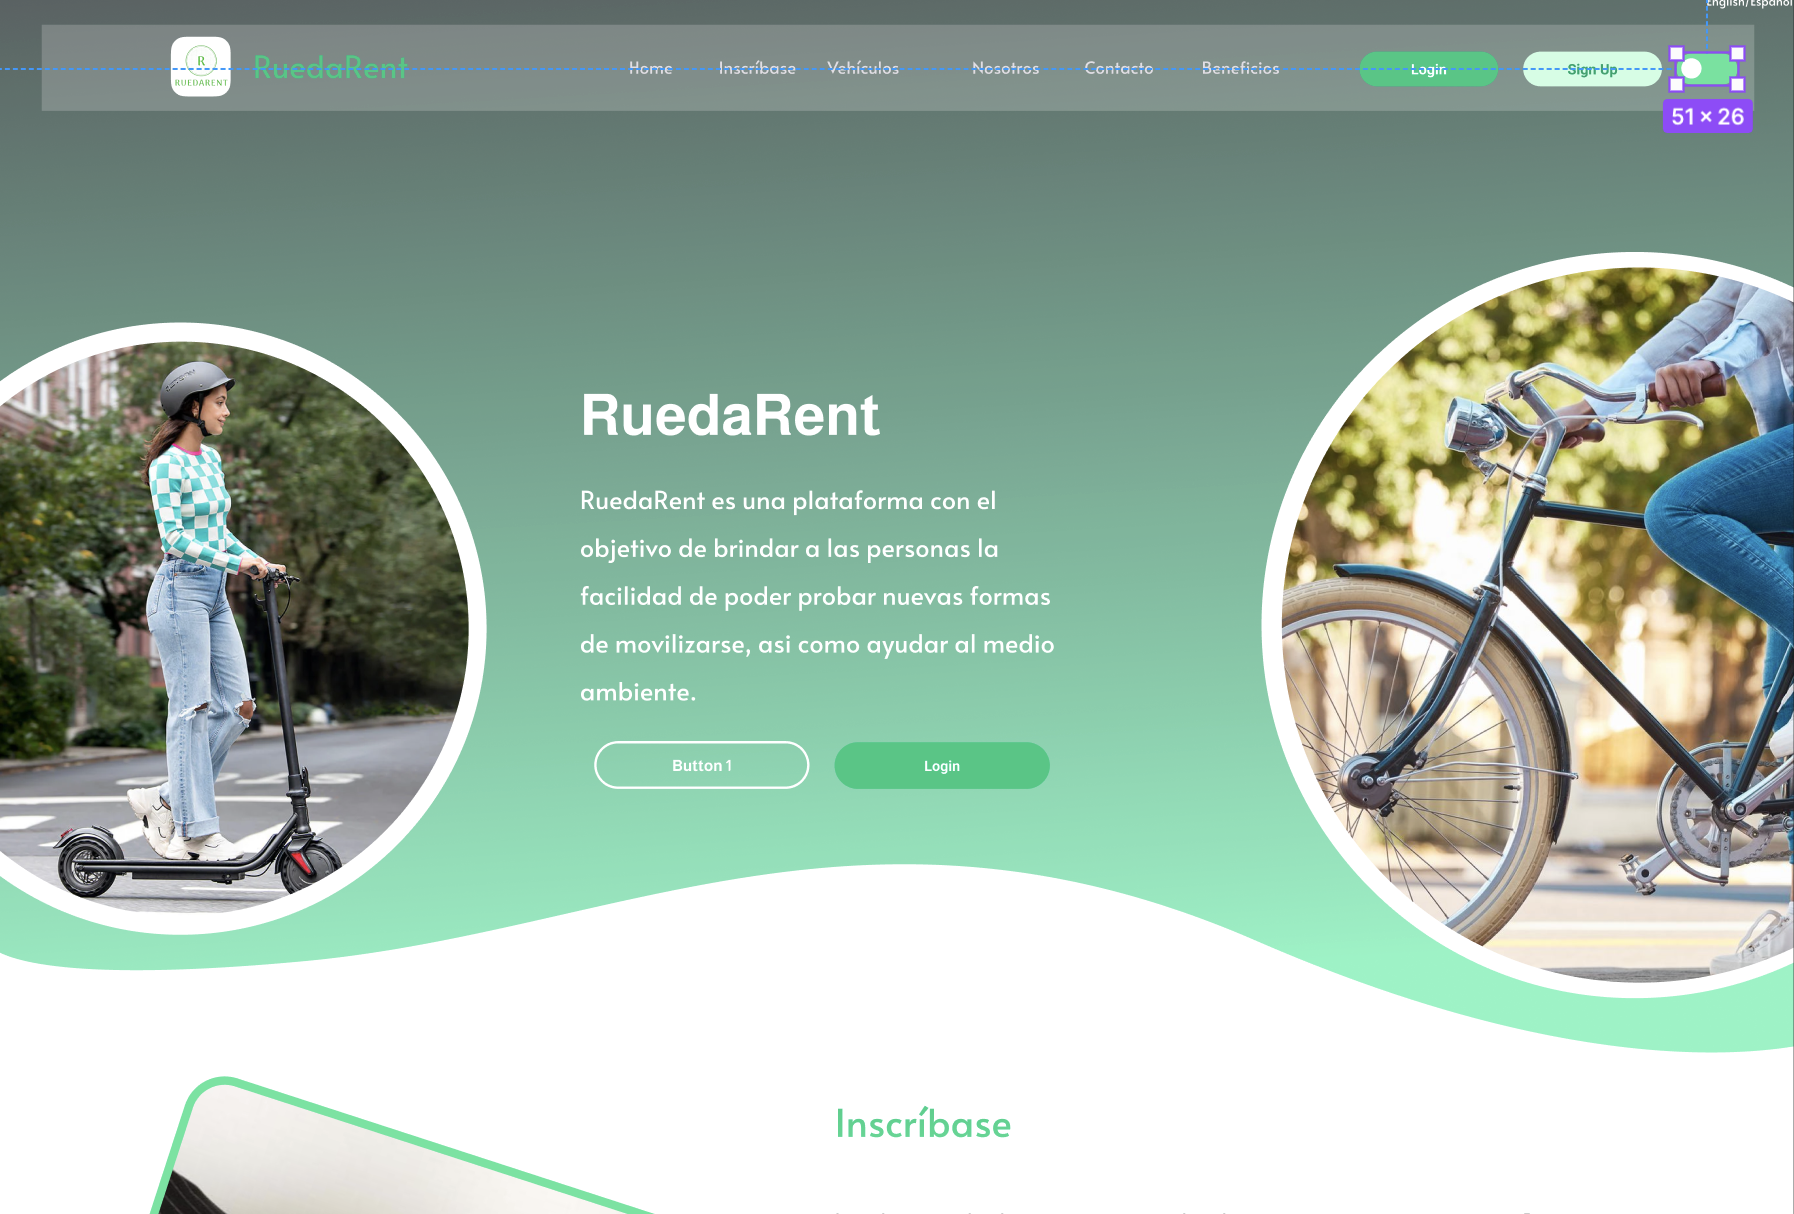 English/Español
R
RUEDARENT
RuedaRent
Home
Inscríbase
Vehículos
Nosotros
Contacto
Beneficios
Login
Sign Up
51 × 26
RuedaRent
RuedaRent es una plataforma con el
objetivo de brindar a las personas la
facilidad de poder probar nuevas formas
de movilizarse, asi como ayudar al medio
ambiente.
Button 1
Login
Inscríbase